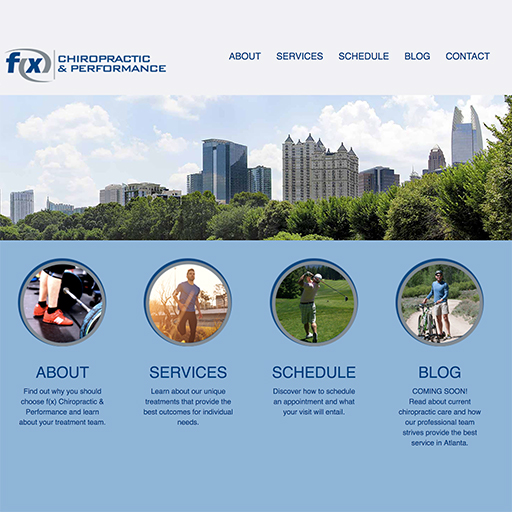 f(x) CHIROPRACTIC
& PERFORMANCE
ABOUT SERVICES SCHEDULE BLOG CONTACT
ABOUT
Find out why you should
choose f(x) Chiropractic &
Performance and learn
about your treatment team.
SERVICES
Learn about our unique
treatments that provide the
best outcomes for individual
needs.
SCHEDULE
Discover how to schedule
an appointment and what
your visit will entail.
BLOG
COMING SOON!
Read about current
chiropractic care and how
our professional team
strives provide the best
service in Atlanta.